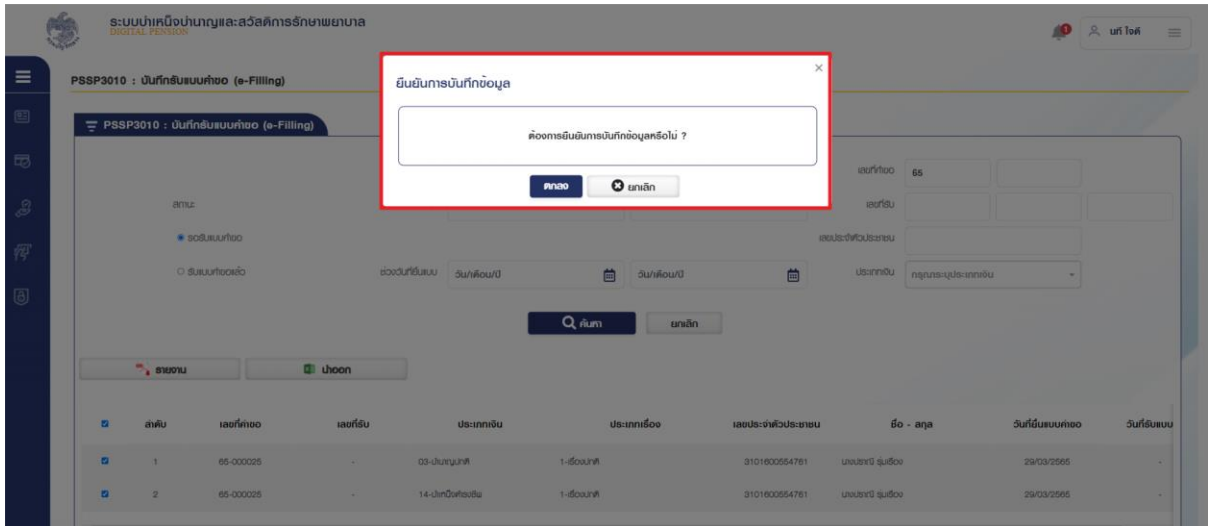 ระบบบำเหน็จบำนาญและสวัสดิการรักษาพยาบาล
DIGITAL PENSION
1
นที ใจดี
PSSP3010 : บันทึกรับแบบคำขอ (e-Filling)
ยืนยันการบันทึกข้อมูล
×
PSSP3010 : บันทึกรับแบบคำขอ (e-Filling)
ต้องการยืนยันการบันทึกข้อมูลหรือไม่ ?
ตกลง ยกเลิก
เลขที่คำขอ 65
สถานะ เลขที่รับ
รอรับแบบคำขอ เลขประจำตัวประชาชน
รับแบบคำขอแล้ว ช่วงวันที่ยื่นแบบ วัน/เดือน/ปี วัน/เดือน/ปี ประเภทเงิน กรุณาระบุประเภทเงิน
ค้นหา ยกเลิก
รายงาน นำออก
ลำดับ เลขที่คำขอ เลขที่รับ ประเภทเงิน ประเภทเรื่อง เลขประจำตัวประชาชน ชื่อ - สกุล วันที่ยื่นแบบคำขอ วันที่รับแบบ
1 65-000025 - 03-บำนาญปกติ 1-เรื่องปกติ 3101600554761 29/03/2565 -
2 65-000025 - 14-บำเหน็จดำรงชีพ 1-เรื่องปกติ 3101600554761 29/03/2565 -